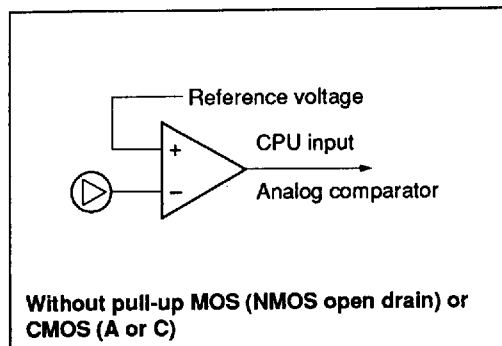 Reference voltage
+
CPU input
−
Analog comparator
Without pull-up MOS (NMOS open drain) or
CMOS (A or C)